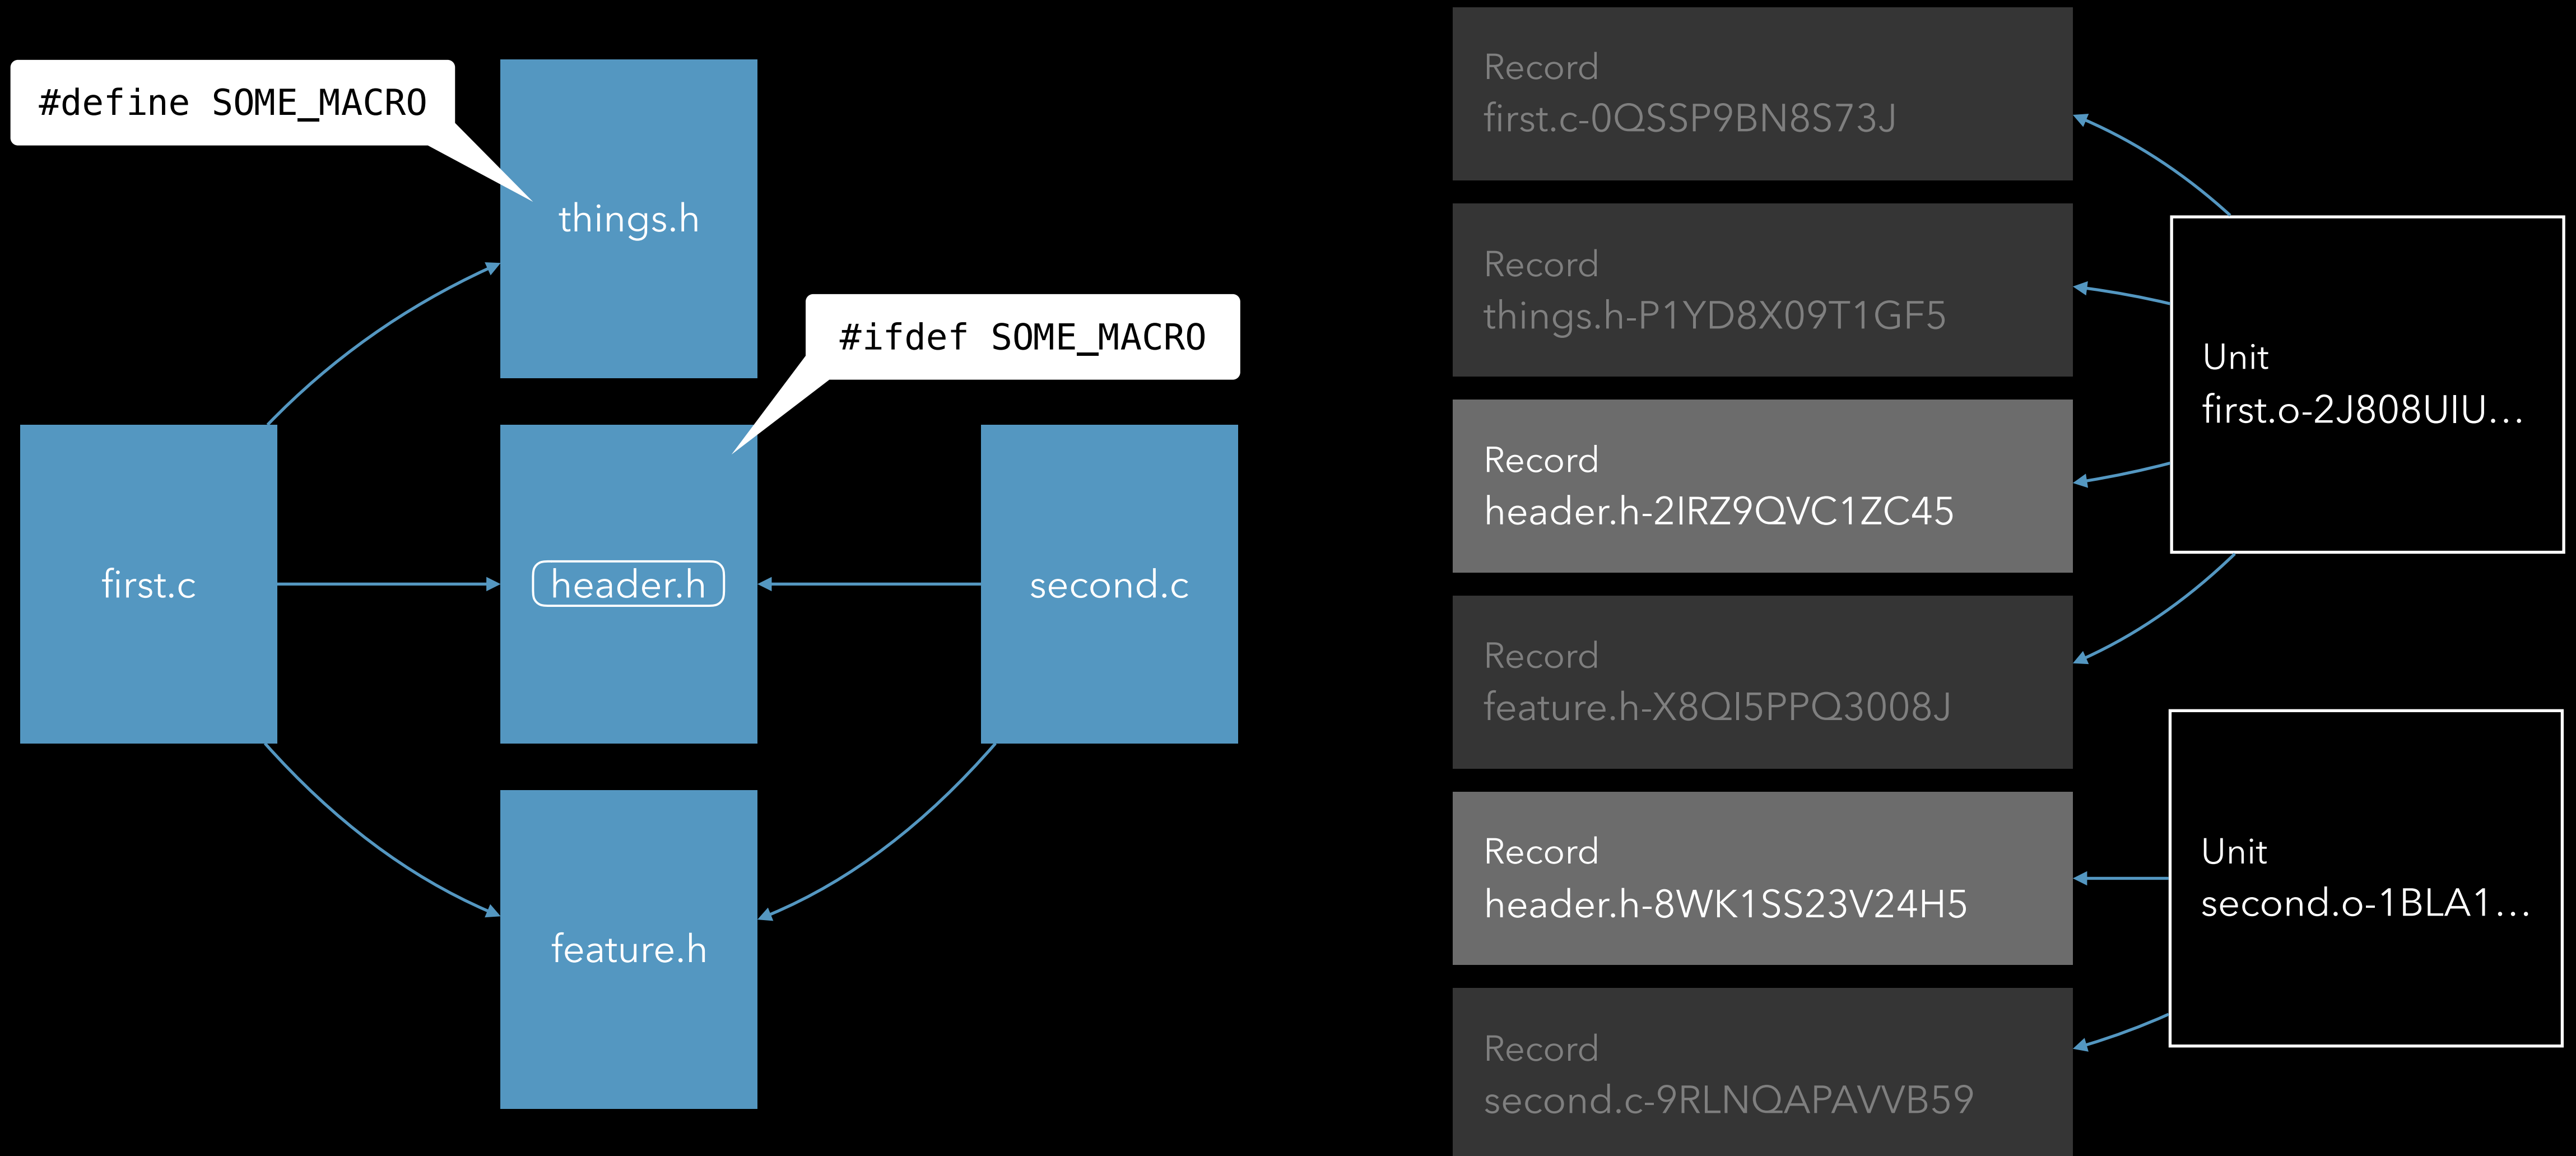 #define SOME_MACRO
things.h
#ifdef SOME_MACRO
first.c
header.h
second.c
feature.h
Record
first.c-0QSSP9BN8S73J
Record
things.h-P1YD8X09T1GF5
Record
header.h-2IRZ9QVC1ZC45
Record
feature.h-X8QI5PPQ3008J
Record
header.h-8WK1SS23V24H5
Record
second.c-9RLNQAPAVVB59
Unit
first.o-2J808UIU…
Unit
second.o-1BLA1…